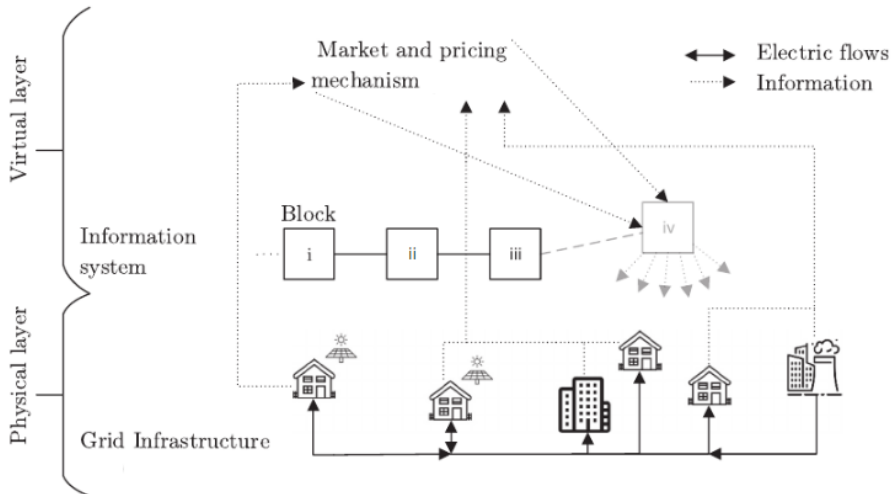 Market and pricing
mechanism
Electric flows
Information
Virtual layer
Block
Information
system
i
ii
iii
iv
Physical layer
Grid Infrastructure